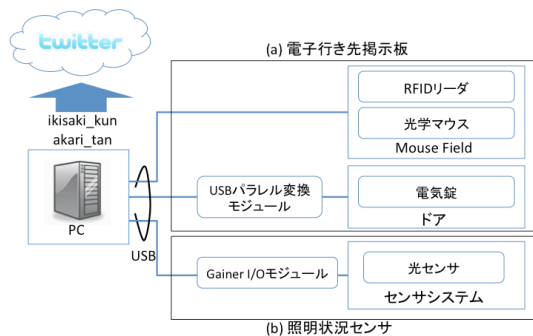 twitter
(a) 電子行き先掲示板
RFIDリーダ
ikisaki_kun
光学マウス
akari_tan
Mouse Field
USBパラレル変換
モジュール
電気錠
ドア
PC
USB
Gainer I/Oモジュール
光センサ
センサシステム
(b) 照明状況センサ